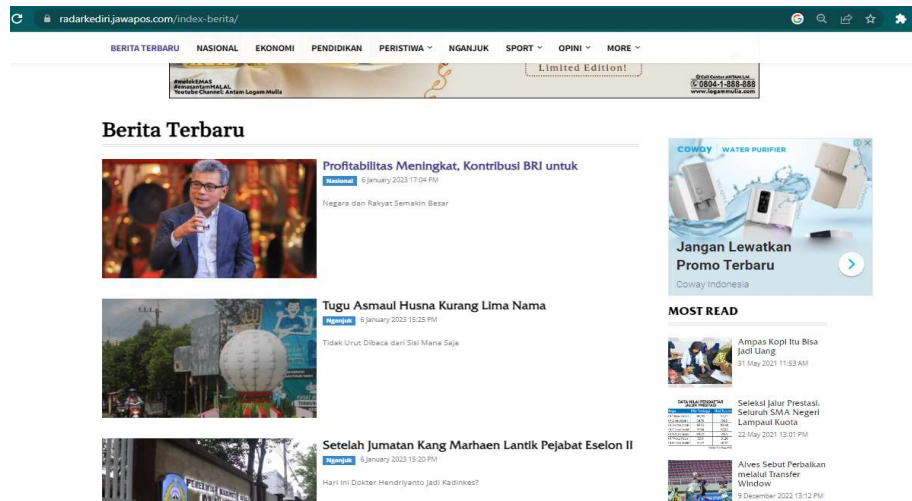 radarkediri.jawapos.com/index-berita/
BERITA TERBARU NASIONAL EKONOMI PENDIDIKAN PERISTIWA NGANJUK SPORT OPINI MORE
#melekEMAS
#emasantamHALAL
Youtube Channel: Antam Logam Mulia
Limited Edition!
0804-1-888-888
www.logammulia.com
Berita Terbaru
Profitabilitas Meningkat, Kontribusi BRI untuk
Nasional 6 January 2023 17:04 PM
Negara dan Rakyat Semakin Besar
Tugu Asmaul Husna Kurang Lima Nama
Nganjuk 6 January 2023 15:25 PM
Tidak Urut Dibaca dari Sisi Mana Saja
Setelah Jumatan Kang Marhaen Lantik Pejabat Eselon II
Nganjuk 6 January 2023 15:20 PM
Hari Ini Dokter Hendriyanto Jadi Kadinkes?
coway WATER PURIFIER
Jangan Lewatkan
Promo Terbaru
Coway Indonesia
MOST READ
Ampas Kopi Itu Bisa
Jadi Uang
31 May 2021 11:53 AM
Seleksi Jalur Prestasi.
Seluruh SMA Negeri
Lampaui Kuota
22 May 2021 13:01 PM
Alves Sebut Perbaikan
melalui Transfer
Window
9 December 2022 13:12 PM